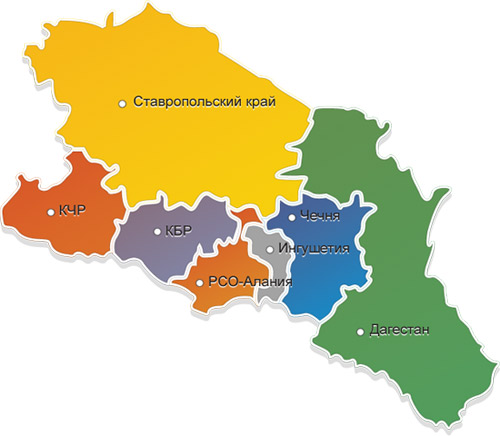 Ставропольский край
КЧР
КБР
Чечня
Ингушетия
РСО-Алания
Дагестан